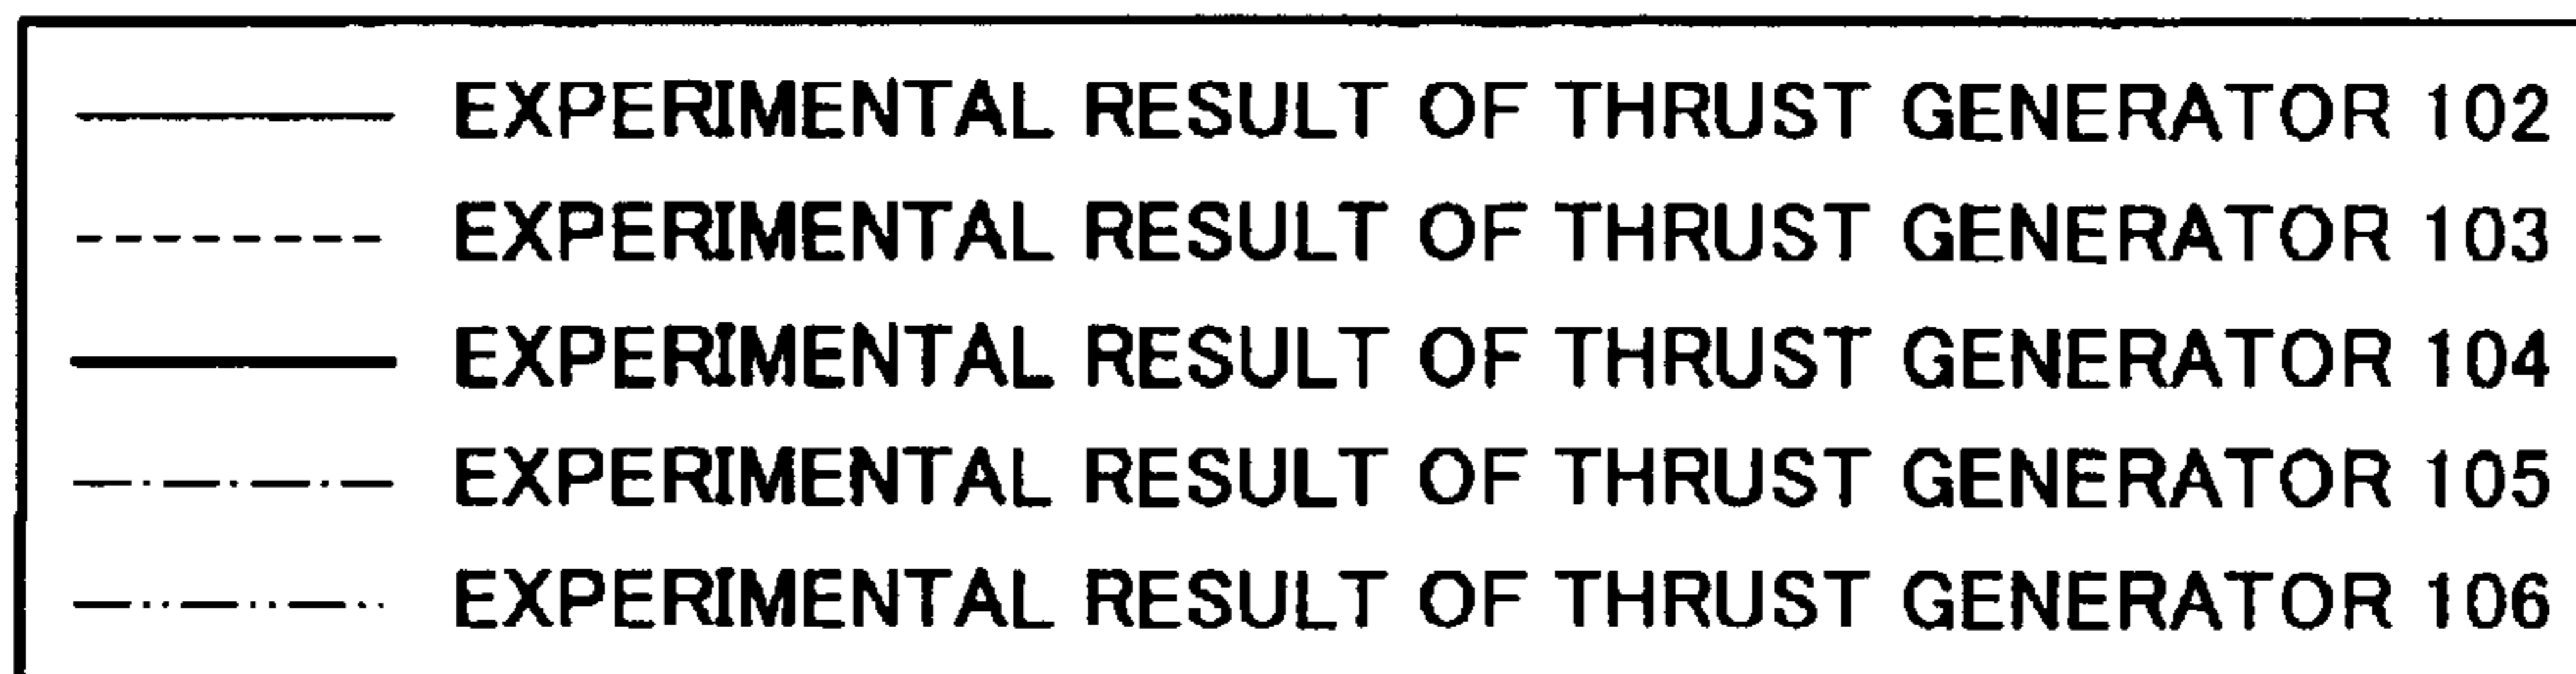 EXPERIMENTAL RESULT OF THRUST GENERATOR 102
EXPERIMENTAL RESULT OF THRUST GENERATOR 103
EXPERIMENTAL RESULT OF THRUST GENERATOR 104
EXPERIMENTAL RESULT OF THRUST GENERATOR 105
EXPERIMENTAL RESULT OF THRUST GENERATOR 106